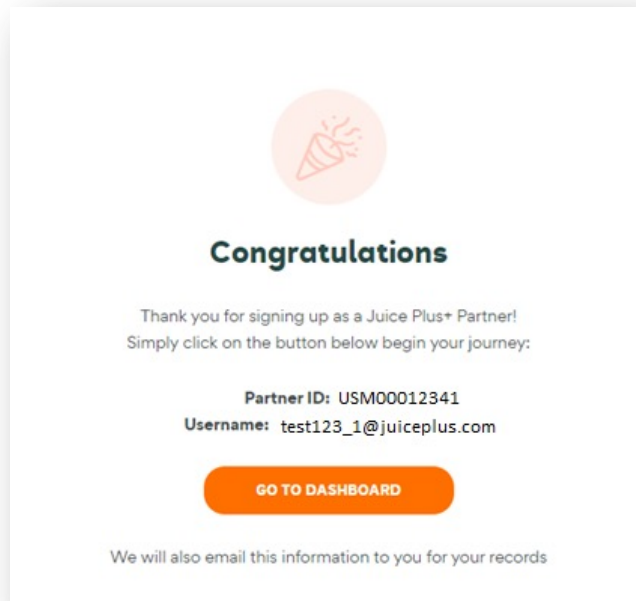 Congratulations
Thank you for signing up as a Juice Plus+ Partner!
Simply click on the button below begin your journey:
Partner ID: USM00012341
Username: test123_1@juiceplus.com
GO TO DASHBOARD
We will also email this information to you for your records